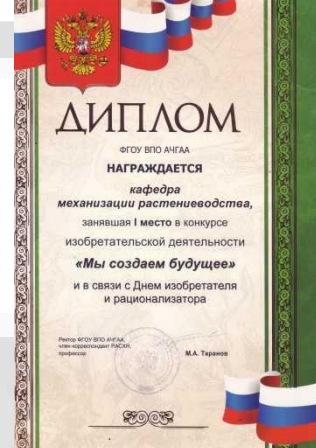 ДИПЛОМ
ФГОУ ВПО АЧГАА
НАГРАЖДАЕТСЯ
кафедра
механизации растениеводства,
занявшая I место в конкурсе
изобретательской деятельности
«Мы создаем будущее»
и в связи с Днем изобретателя
и рационализатора
Ректор ФГОУ ВПО АЧГАА,
член-корреспондент РАСХН,
профессор М.А. Таранов